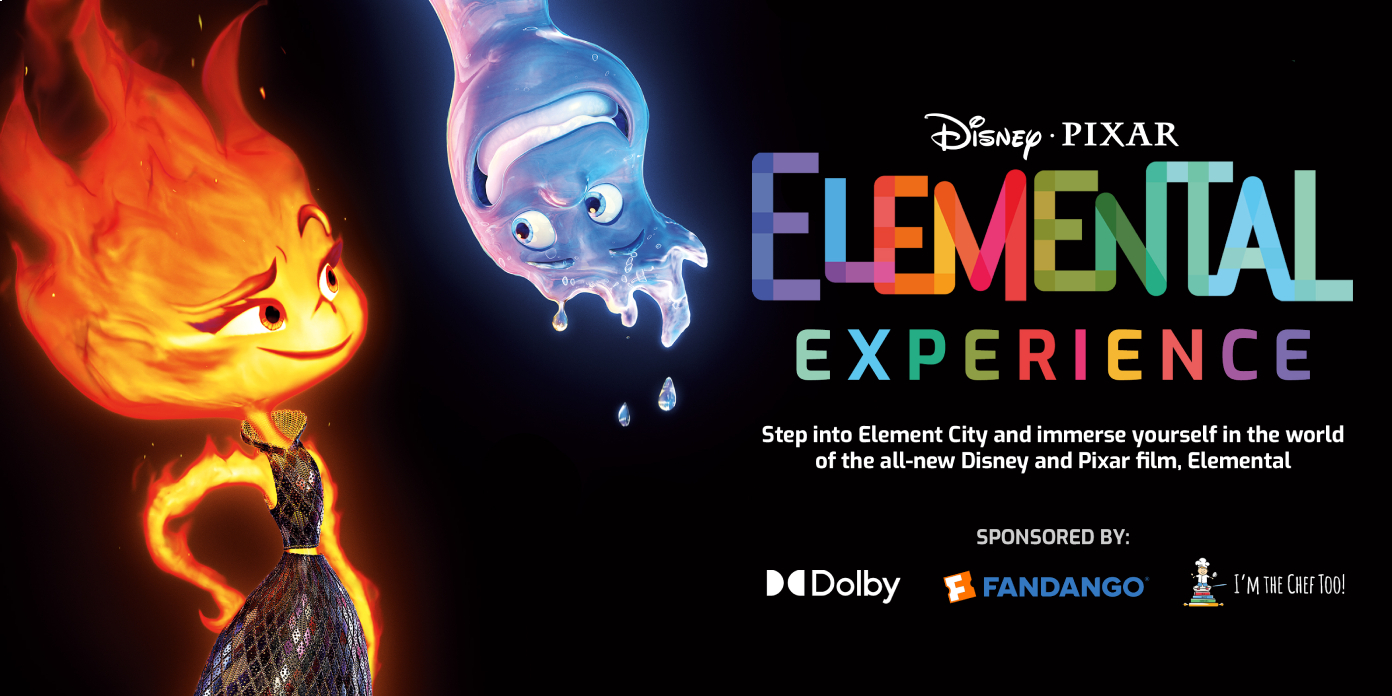 Disney · PIXAR
ELEMENTAL
EXPERIENCE
Step into Element City and immerse yourself in the world
of the all-new Disney and Pixar film, Elemental
SPONSORED BY:
Dolby
FANDANGO
I'M THE CHEF TOO!